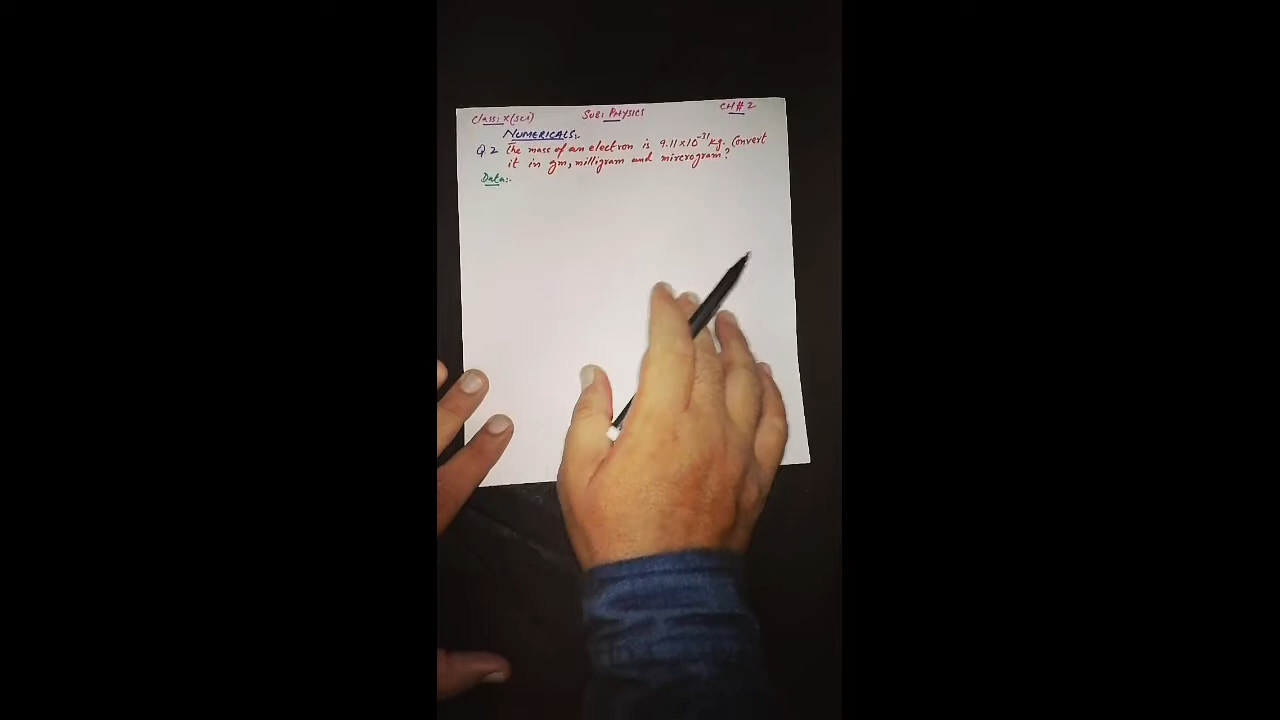 Class: X(sci) Sub: Physics CH# 2
NUMERICALS:
Q 2 The mass of an electron is 9.11 x 10⁻³¹ kg. Convert
it in gm, milligram and mircrogram?
Data:-